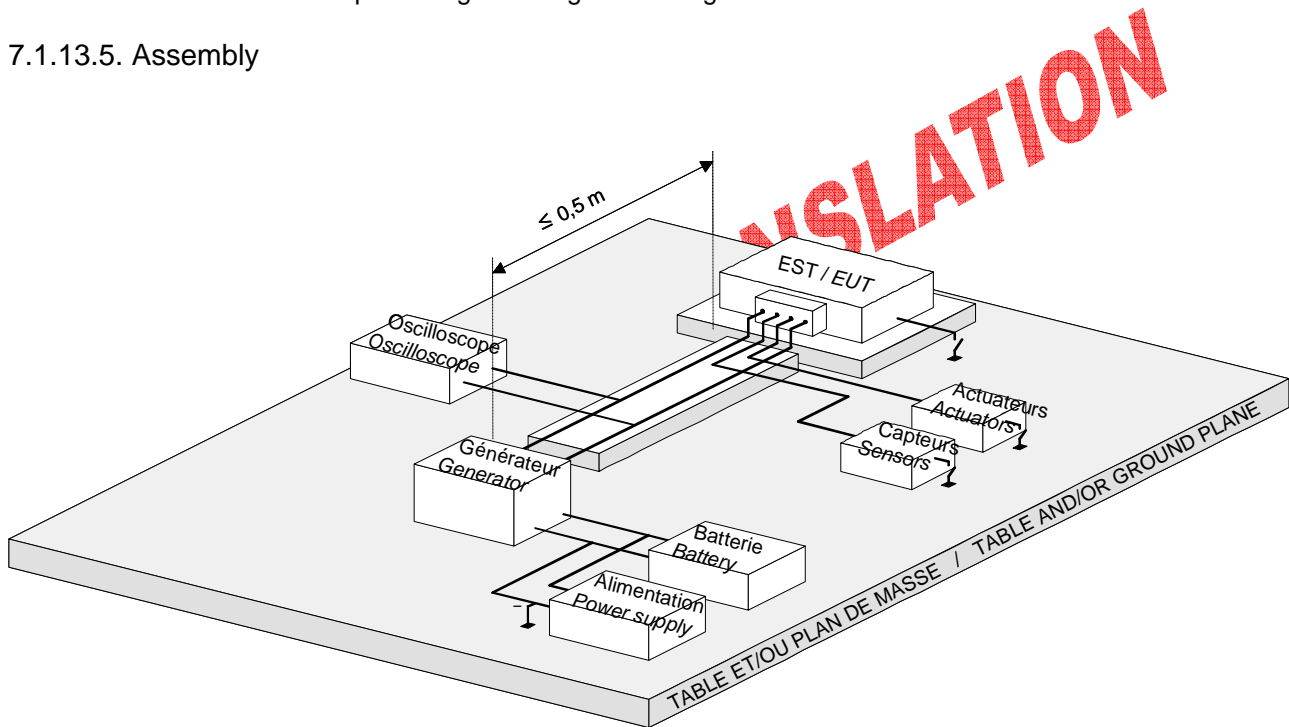 7.1.13.5. Assembly
NSLATION
≤ 0,5 m
EST / EUT
Oscilloscope
Oscilloscope
Actuateurs
Actuators
Capteurs
Sensors
Générateur
Generator
Batterie
Battery
Alimentation
Power supply
TABLE ET/OU PLAN DE MASSE / TABLE AND/OR GROUND PLANE